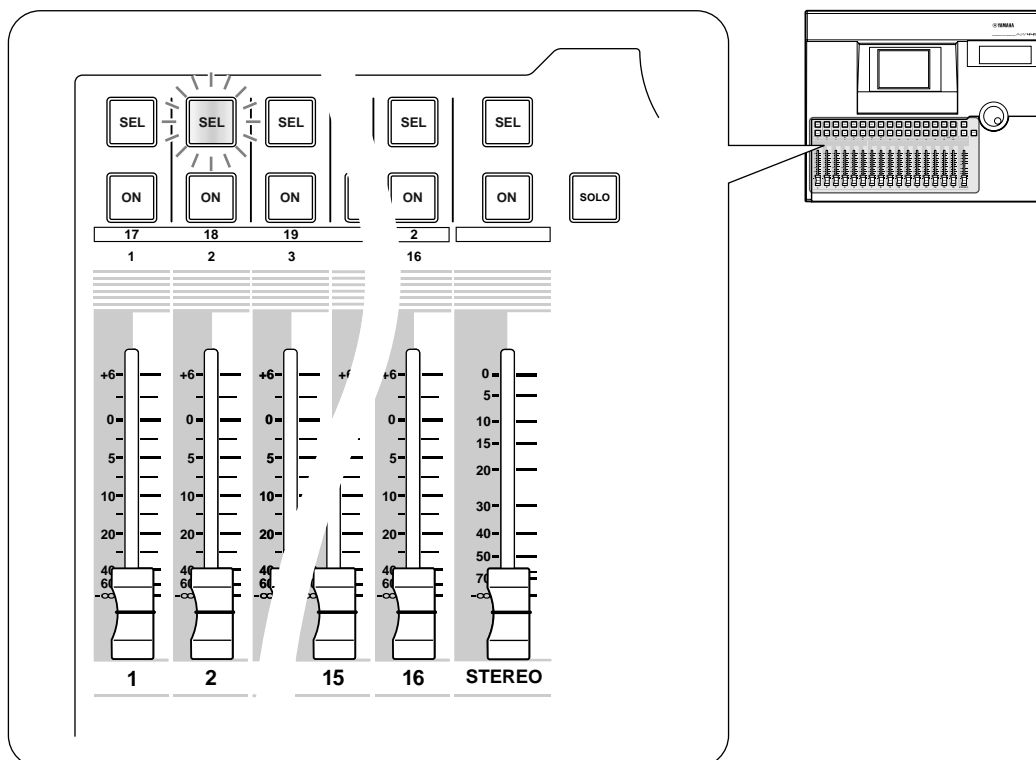 YAMAHA
SEL SEL SEL SEL SEL
ON ON ON ON ON SOLO
17 18 19 2
1 2 3 16
+6 +6 +6 +6 +6 0
5
0 0 0 0 10
5 5 5 5 15
20
10 10 10 10 30
20 20 20 20 40
50
40 40 40 40 70
60 60 60 60
-∞ -∞ -∞ -∞ -∞ -∞
1 2 15 16 STEREO